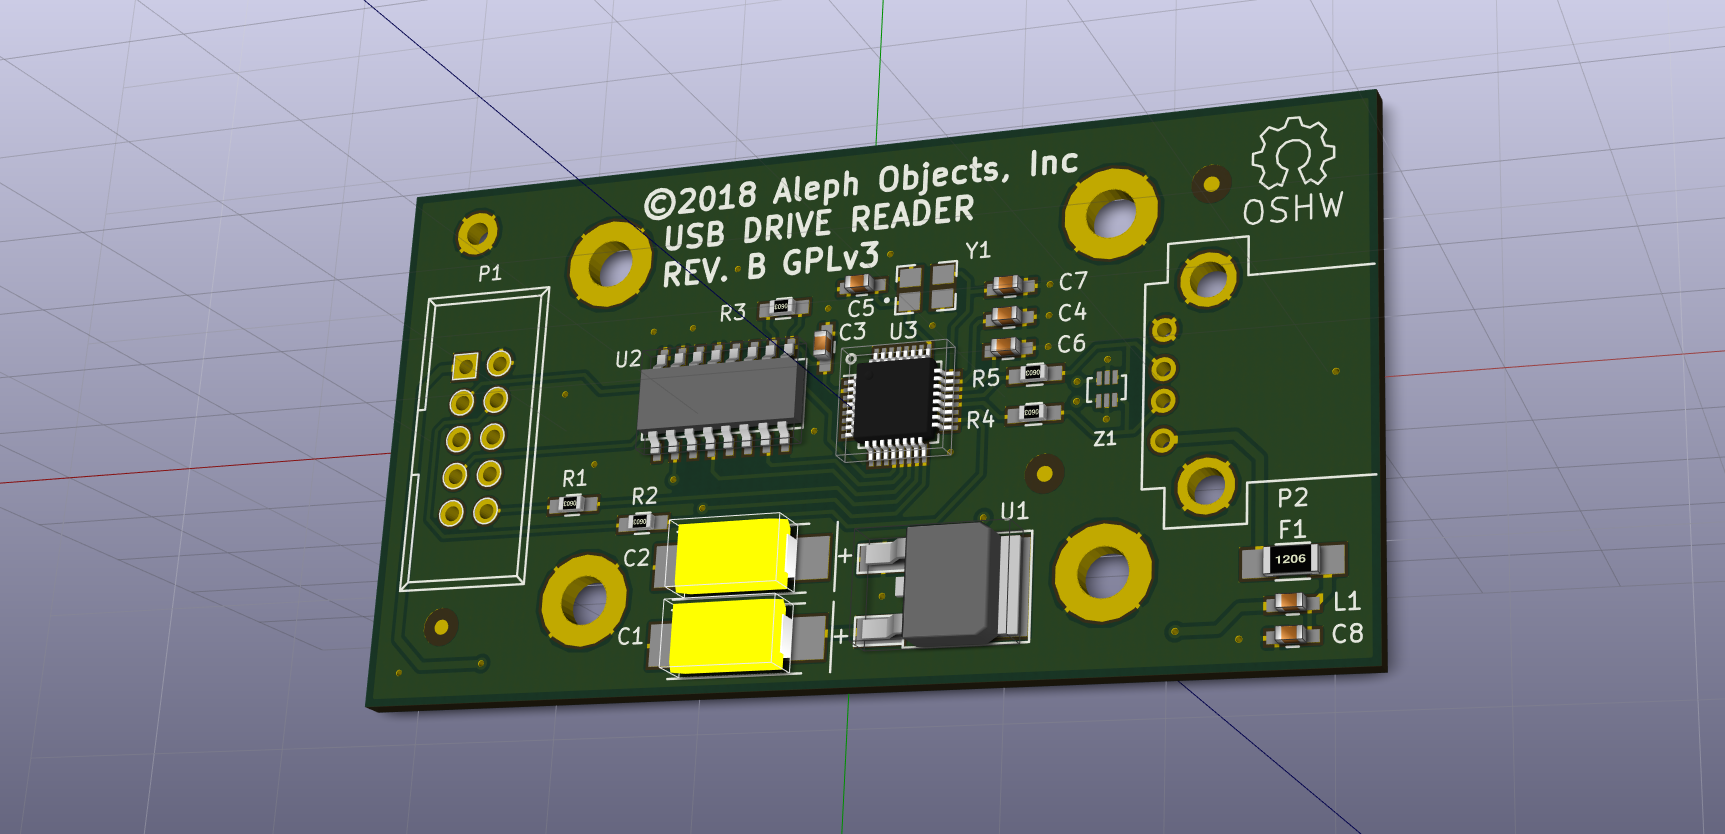 ©2018 Aleph Objects, Inc
USB DRIVE READER
REV. B GPLv3
OSHW
P1
Y1
C7
C5
R3
U3
C4
C3
C6
U2
R5
R4
Z1
R1
R2
P2
U1
F1
C2
+
1206
L1
C1
+
C8